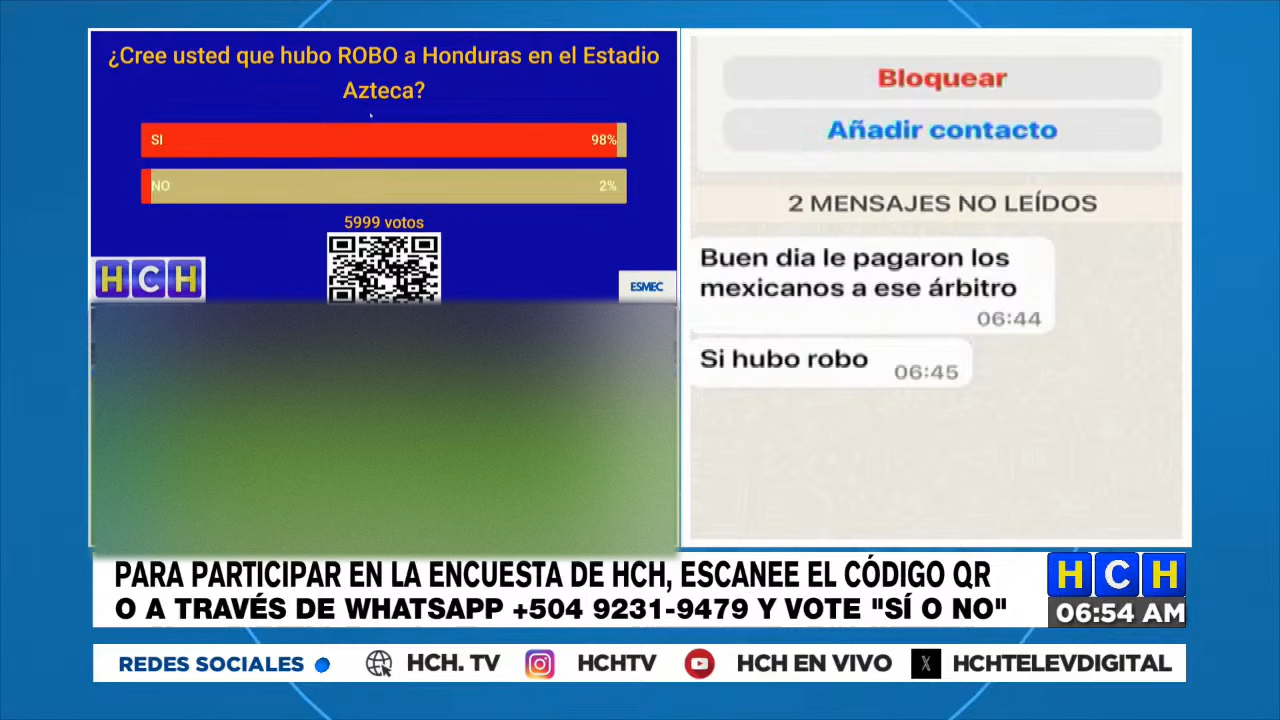 ¿Cree usted que hubo ROBO a Honduras en el Estadio
Azteca?
SI 98%
NO 2%
5999 votos
HCH
ESMEC
Bloquear
Añadir contacto
2 MENSAJES NO LEÍDOS
Buen dia le pagaron los
mexicanos a ese árbitro
06:44
Si hubo robo 06:45
PARA PARTICIPAR EN LA ENCUESTA DE HCH, ESCANEE EL CÓDIGO QR
O A TRAVÉS DE WHATSAPP +504 9231-9479 Y VOTE "SÍ O NO"
HCH
06:54 AM
REDES SOCIALES HCH. TV HCHTV HCH EN VIVO X HCHTELEVDIGITAL